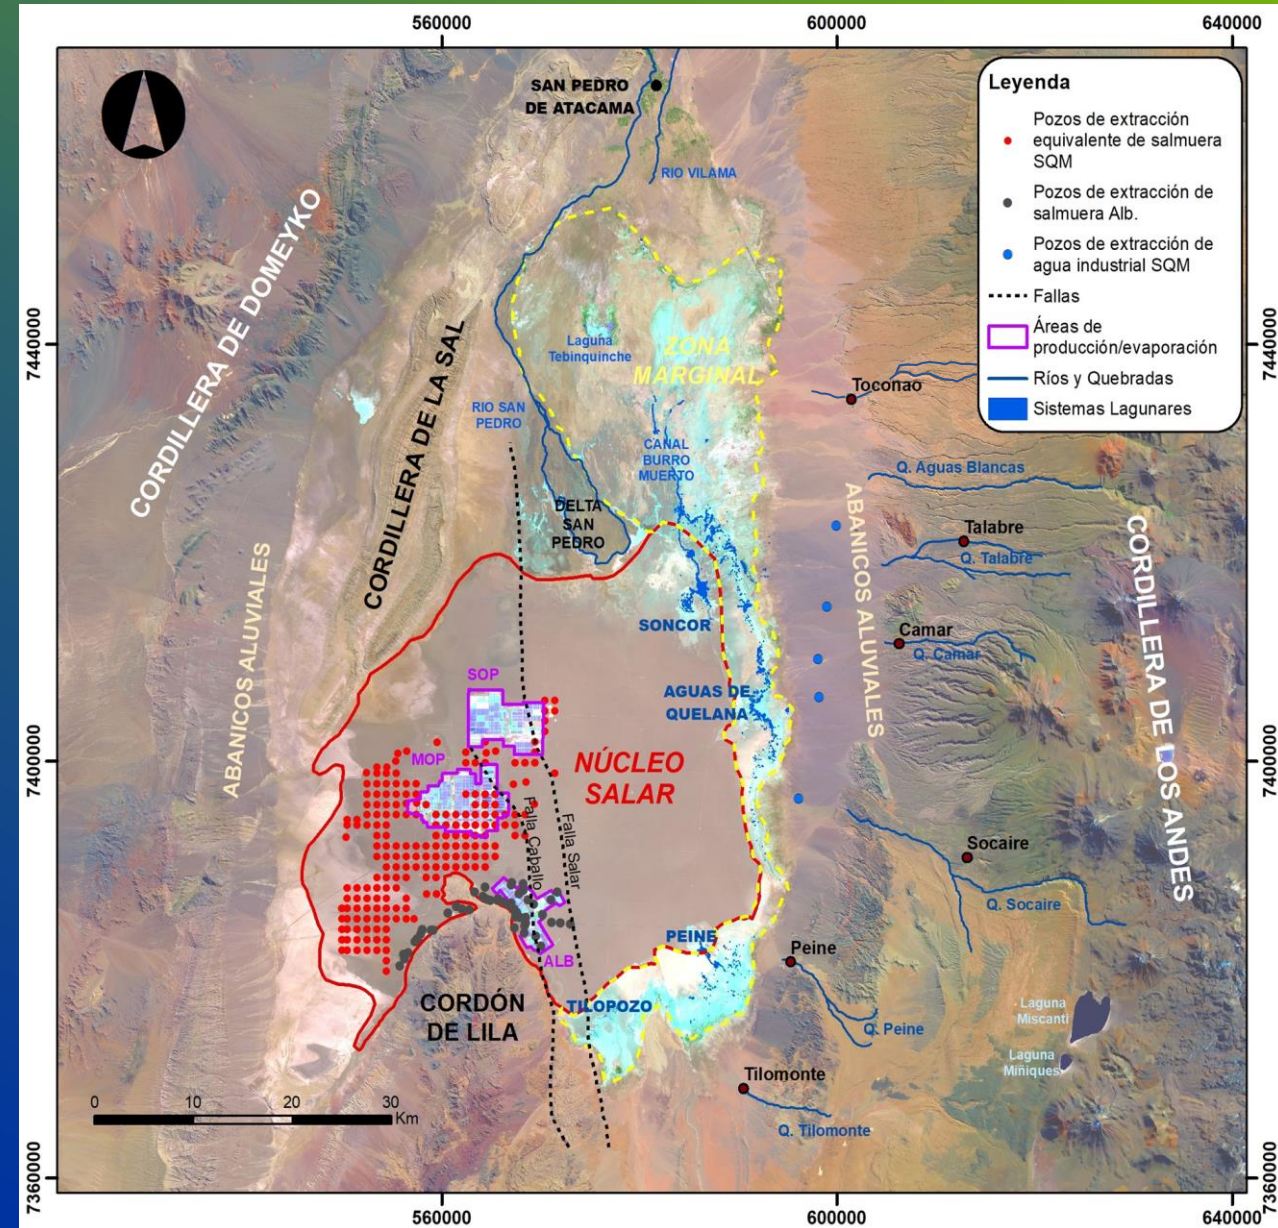 560000
600000
640000
SAN PEDRO
DE ATACAMA
RIO VILAMA
Leyenda
Pozos de extracción
equivalente de salmuera
SQM
Pozos de extracción de
salmuera Alb.
Pozos de extracción de
agua industrial SQM
Fallas
Áreas de
producción/evaporación
Ríos y Quebradas
Sistemas Lagunares
CORDILLERA DE DOMEYKO
7440000
7440000
CORDILLERA DE LA SAL
Laguna
Tebinquinche
ZONA
MARGINAL
Toconao
RIO SAN
PEDRO
CANAL
BURRO
MUERTO
Q. Aguas Blancas
DELTA
SAN
PEDRO
ABANICOS ALUVIALES
Talabre
Q. Talabre
CORDILLERA DE LOS ANDES
ABANICOS ALUVIALES
SONCOR
Camar
Q. Camar
SOP
AGUAS DE
QUELANA
7400000
7400000
MOP
NÚCLEO
SALAR
Falla Caballo
Falla Salar
Socaire
Q. Socaire
PEINE
Peine
ALB
CORDÓN
DE LILA
TILOPOZO
Laguna
Miscanti
Q. Peine
Laguna
Miñiques
Tilomonte
Q. Tilomonte
0
10
20
30
Km
7360000
7360000
560000
600000
640000